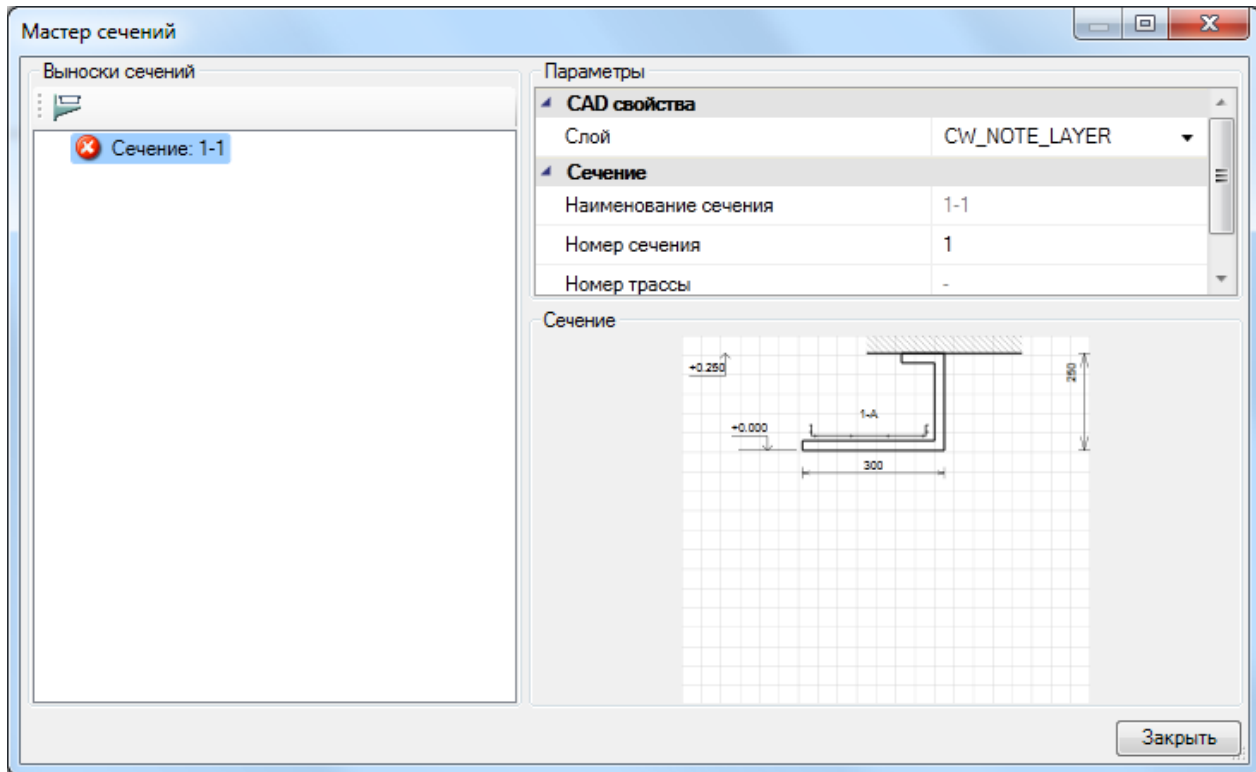 Мастер сечений
Выноски сечений
Сечение: 1-1
Параметры
CAD свойства
Слой CW_NOTE_LAYER
Сечение
Наименование сечения 1-1
Номер сечения 1
Номер трассы -
Сечение
+0.250
250
1-A
+0.000
300
Закрыть